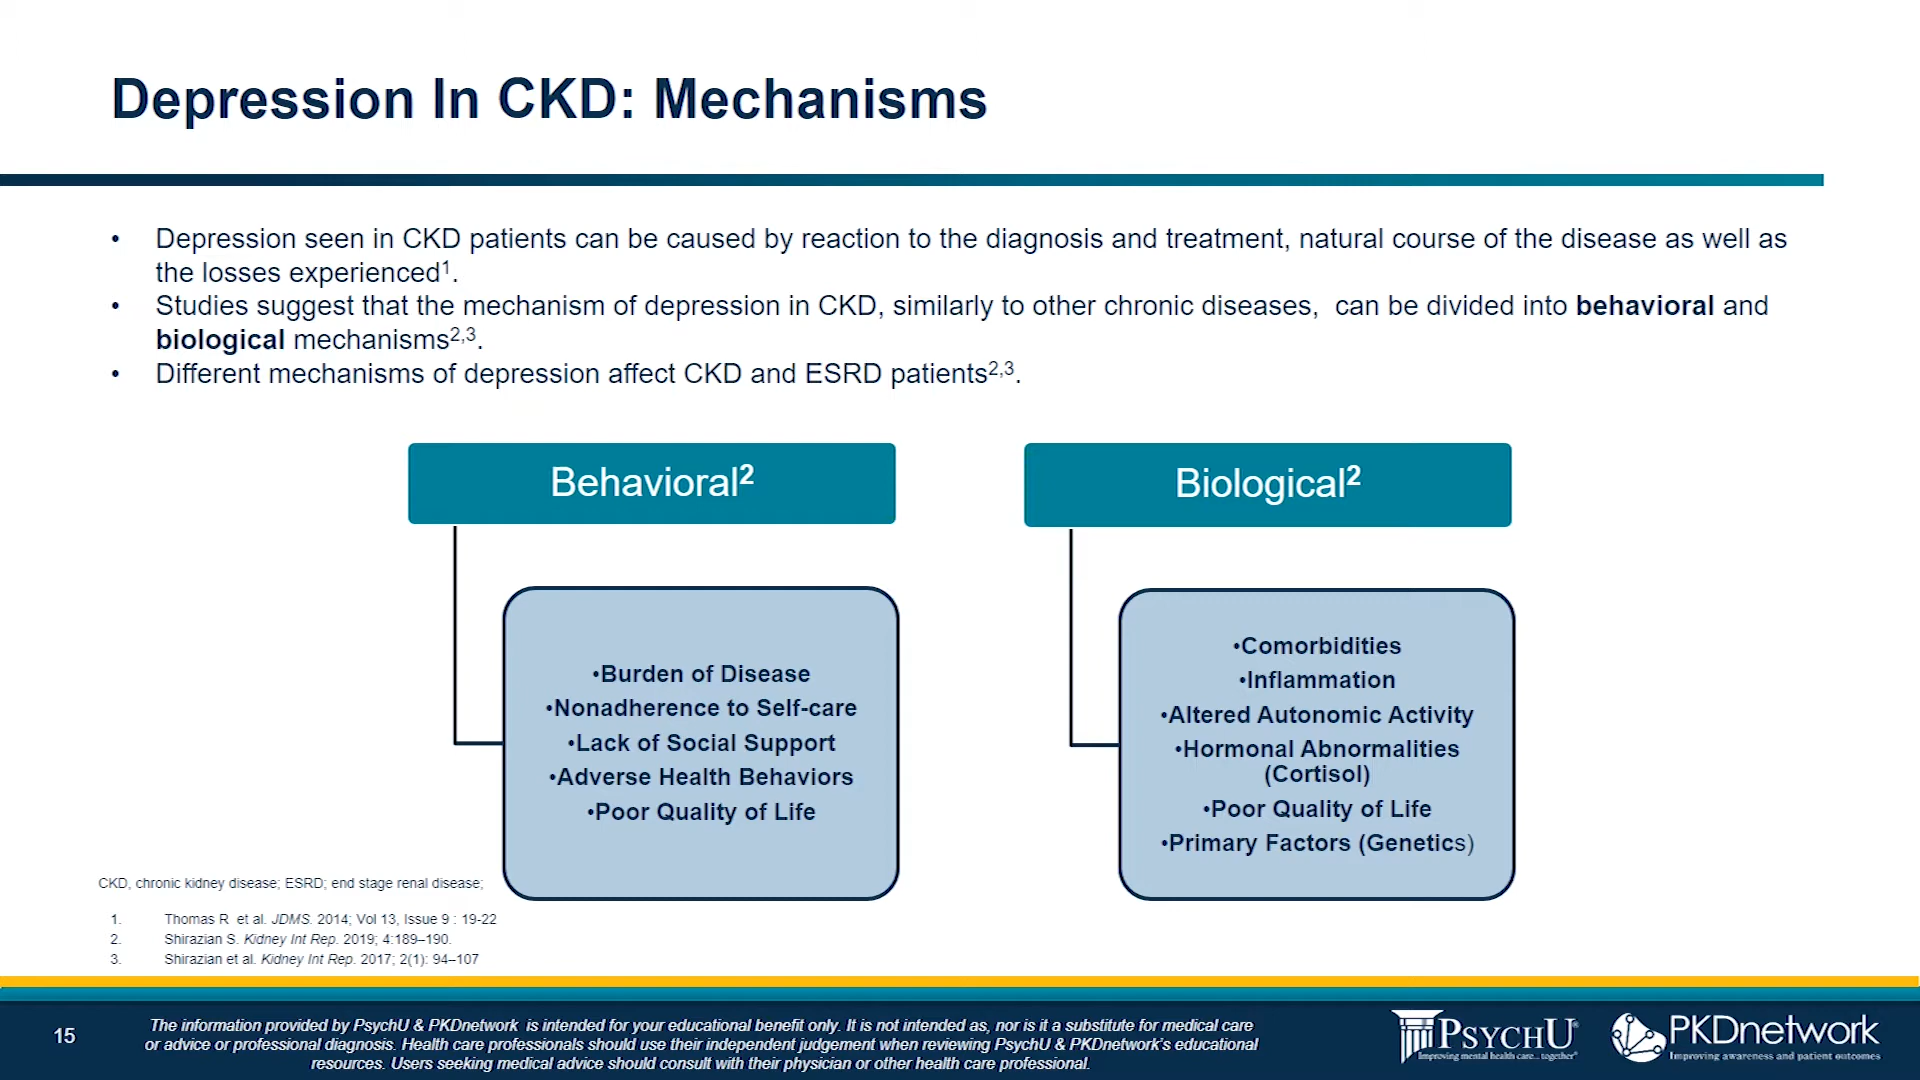 Depression In CKD: Mechanisms
• Depression seen in CKD patients can be caused by reaction to the diagnosis and treatment, natural course of the disease as well as
the losses experienced1.
• Studies suggest that the mechanism of depression in CKD, similarly to other chronic diseases,  can be divided into behavioral and
biological mechanisms2,3.
• Different mechanisms of depression affect CKD and ESRD patients2,3.
Behavioral2
•Burden of Disease
•Nonadherence to Self-care
•Lack of Social Support
•Adverse Health Behaviors
•Poor Quality of Life
Biological2
•Comorbidities
•Inflammation
•Altered Autonomic Activity
•Hormonal Abnormalities
(Cortisol)
•Poor Quality of Life
•Primary Factors (Genetics)
CKD, chronic kidney disease; ESRD; end stage renal disease;
1. Thomas R  et al. JDMS. 2014; Vol 13, Issue 9 : 19-22
2. Shirazian S. Kidney Int Rep. 2019; 4:189–190.
3. Shirazian et al. Kidney Int Rep. 2017; 2(1): 94–107
15
The information provided by PsychU & PKDnetwork  is intended for your educational benefit only. It is not intended as, nor is it a substitute for medical care
or advice or professional diagnosis. Health care professionals should use their independent judgement when reviewing PsychU & PKDnetwork's educational
resources. Users seeking medical advice should consult with their physician or other health care professional.
PSYCHU®
Improving mental health care... together®
PKDnetwork
Improving awareness and patient outcomes